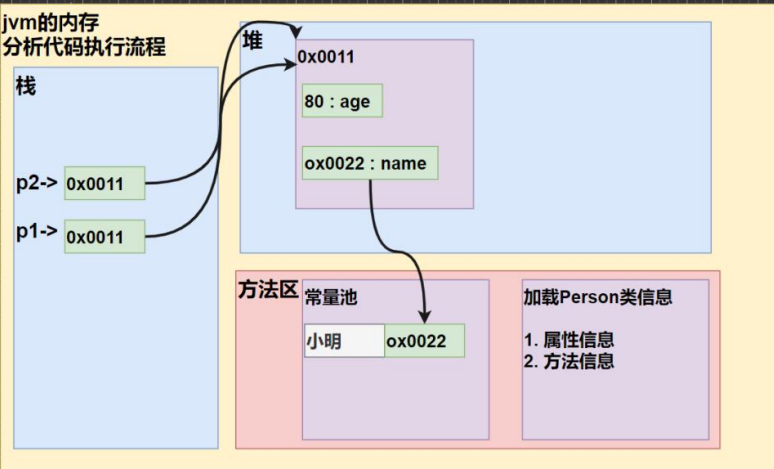 jvm的内存
分析代码执行流程
栈
堆
0x0011
80 : age
ox0022 : name
p2->
0x0011
p1->
0x0011
方法区
常量池
小明
ox0022
加载Person类信息
1. 属性信息
2. 方法信息